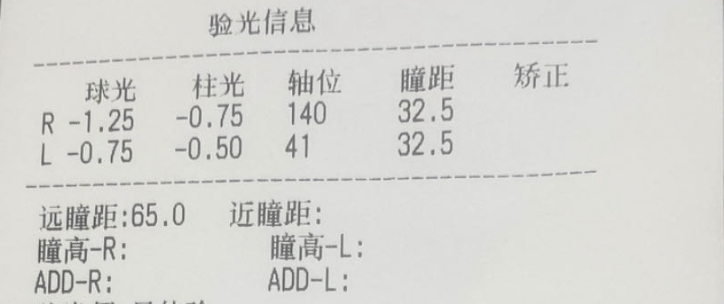 验光信息
球光 柱光 轴位 瞳距 矫正
R -1.25 -0.75 140 32.5
L -0.75 -0.50 41 32.5
远瞳距:65.0 近瞳距:
瞳高-R: 瞳高-L:
ADD-R: ADD-L: